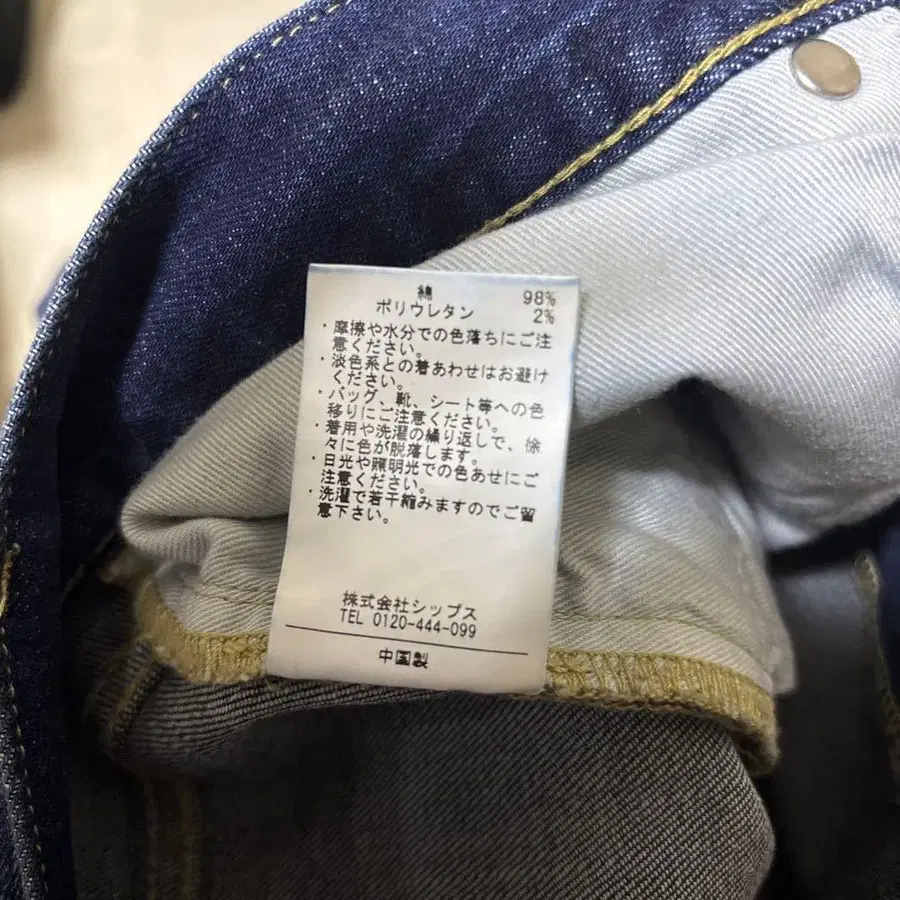 綿 98%
ポリウレタン 2%
・摩擦や水分での色落ちにご注
意ください。
・淡色系との着あわせはお避け
ください。
・バッグ、靴、シート等への色
移りにご注意ください。
・着用や洗濯の繰り返しで、徐
々に色が脱落します。
・日光や照明光での色あせにご
注意ください。
・洗濯で若干縮みますのでご留
意下さい。
株式会社シップス
TEL 0120-444-099
中国製